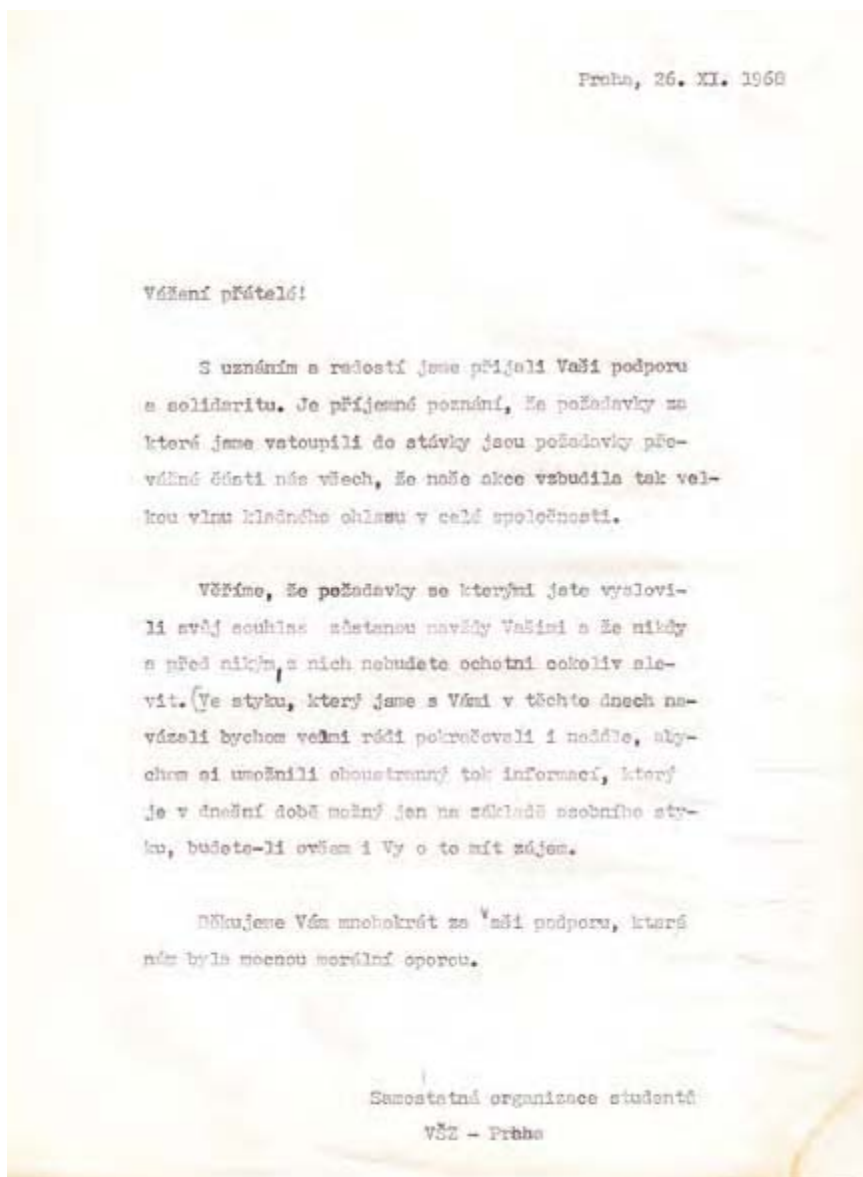 Praha, 26. XI. 1968
Vážení přátelé!
S uznáním a radostí jsme přijali Vaši podporu
a solidaritu. Je příjemné poznání, že požadavky za
které jsme vstoupili do stávky jsou požadavky pře-
vážné části nás všech, že naše akce vzbudila tak vel-
kou vlnu kladného ohlasu v celé společnosti.
Věříme, že požadavky se kterými jste vyslovi-
li svůj souhlas zůstanou navždy Vašimi a že nikdy
a před nikým, z nich nebudete ochotni cokoliv sle-
vit. (Ve styku, který jsme s Vámi v těchto dnech na-
vázali bychom velmi rádi pokračovali i nadále, aby-
chom si umožnili oboustranný tok informací, který
je v dnešní době možný jen na základě osobního sty-
ku, budete-li ovšem i Vy o to mít zájem.
Děkujeme Vám mnohokrát za Vaši podporu, která
nám byla mocnou morální oporou.
Samostatná organizace studentů
VŠZ - Praha